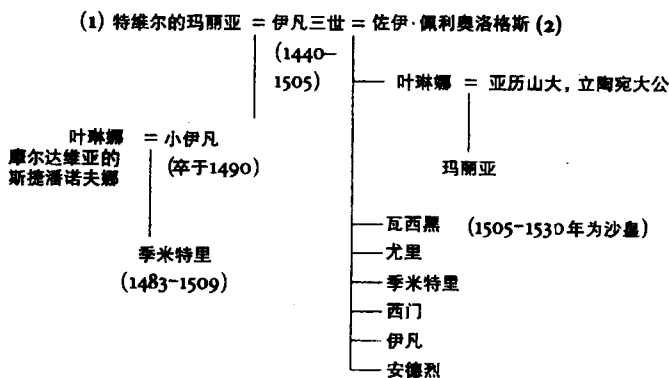 (1) 特维尔的玛丽亚 = 伊凡三世 = 佐伊·佩利奥洛格斯 (2)
(1440–
1505)
叶琳娜 = 亚历山大，立陶宛大公
玛丽亚
叶琳娜 = 小伊凡
摩尔达维亚的
斯捷潘诺夫娜
(卒于1490)
季米特里
(1483–1509)
瓦西黑 (1505–1530年为沙皇)
尤里
季米特里
西门
伊凡
安德烈